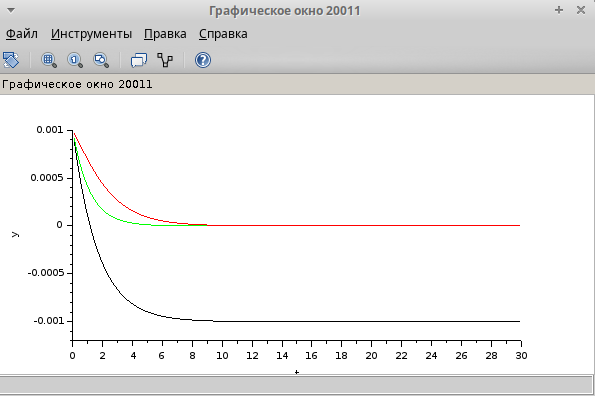 Графическое окно 20011
Файл Инструменты Правка Справка
Графическое окно 20011
0.001
0.0005
0
-0.0005
-0.001
y
0 2 4 6 8 10 12 14 16 18 20 22 24 26 28 30
t